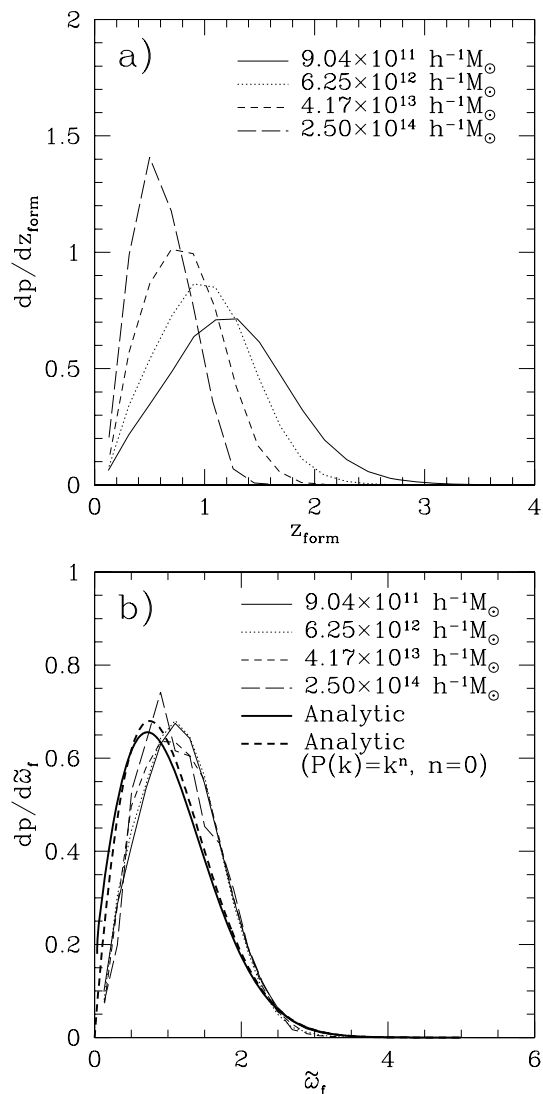 2
a)
9.04×10¹¹ h⁻¹M⊙
6.25×10¹² h⁻¹M⊙
4.17×10¹³ h⁻¹M⊙
2.50×10¹⁴ h⁻¹M⊙
1.5
dp/dz_form
1
0.5
0
0 1 2 3 4
z_form
1
b)
9.04×10¹¹ h⁻¹M⊙
6.25×10¹² h⁻¹M⊙
4.17×10¹³ h⁻¹M⊙
2.50×10¹⁴ h⁻¹M⊙
Analytic
Analytic
(P(k)=kⁿ, n=0)
0.8
0.6
dp/dω̃_f
0.4
0.2
0
0 2 4 6
ω̃_f